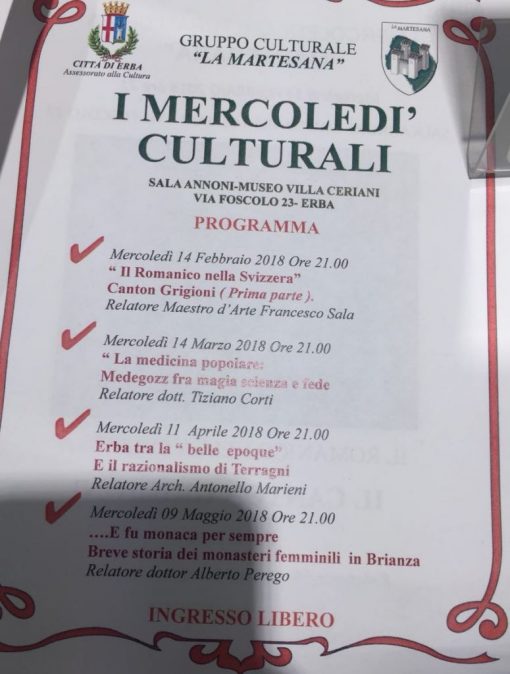 CITTÀ DI ERBA
Assessorato alla Cultura
GRUPPO CULTURALE
“LA MARTESANA”
LA MARTESANA
I MERCOLEDI’
CULTURALI
SALA ANNONI-MUSEO VILLA CERIANI
VIA FOSCOLO 23- ERBA
PROGRAMMA
Mercoledì 14 Febbraio 2018 Ore 21.00
“ Il Romanico nella Svizzera”
Canton Grigioni ( Prima parte ).
Relatore Maestro d’Arte Francesco Sala
Mercoledì 14 Marzo 2018 Ore 21.00
“ La medicina popolare:
Medegozz fra magia scienza e fede
Relatore dott. Tiziano Corti
Mercoledì 11 Aprile 2018 Ore 21.00
Erba tra la “ belle epoque”
E il razionalismo di Terragni
Relatore Arch. Antonello Marieni
Mercoledì 09 Maggio 2018 Ore 21.00
….E fu monaca per sempre
Breve storia dei monasteri femminili in Brianza
Relatore dottor Alberto Perego
INGRESSO LIBERO